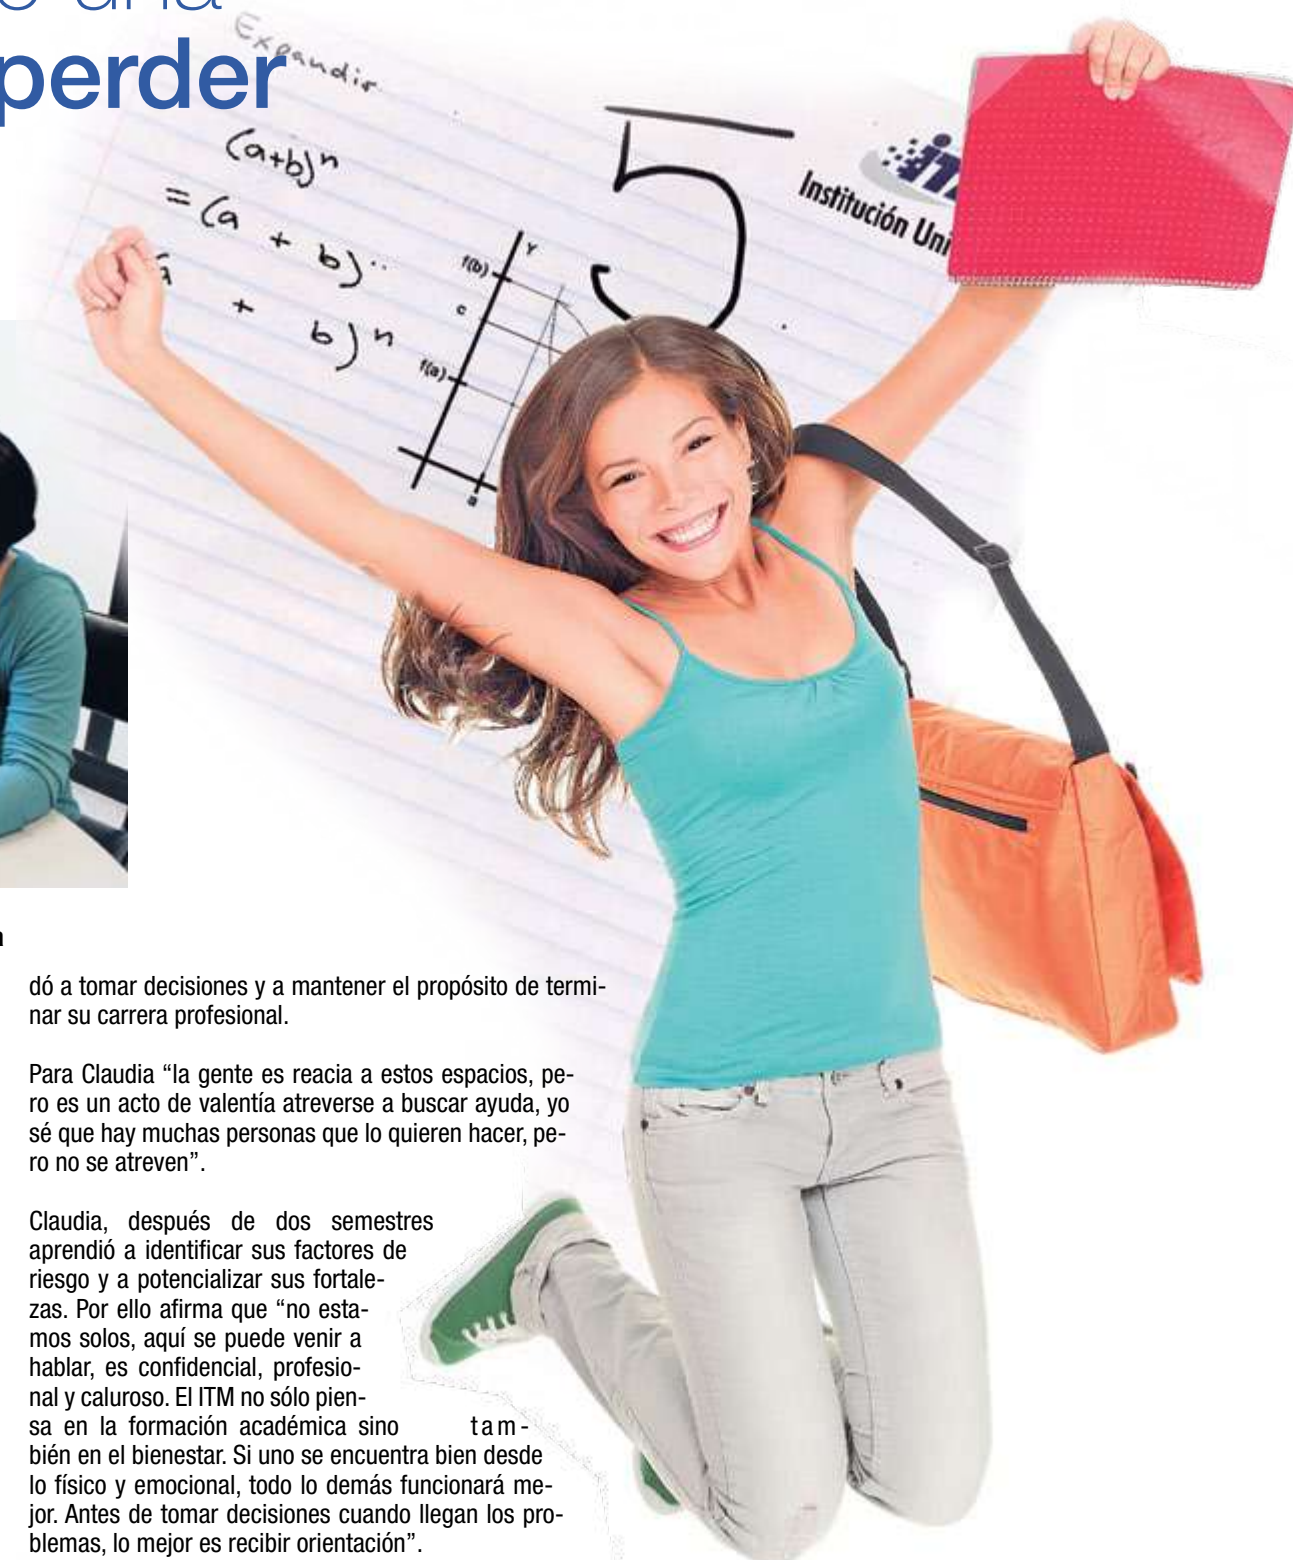 una
perder
Expandir
(a+b)ⁿ
= (a + b)..
+ b)ⁿ
5
Institución Uni
Y
f(b)
c
f(a)
a
dó a tomar decisiones y a mantener el propósito de termi-
nar su carrera profesional.
Para Claudia “la gente es reacia a estos espacios, pe-
ro es un acto de valentía atreverse a buscar ayuda, yo
sé que hay muchas personas que lo quieren hacer, pe-
ro no se atreven”.
Claudia, después de dos semestres
aprendió a identificar sus factores de
riesgo y a potencializar sus fortale-
zas. Por ello afirma que “no esta-
mos solos, aquí se puede venir a
hablar, es confidencial, profesio-
nal y caluroso. El ITM no sólo pien-
sa en la formación académica sino tam-
bién en el bienestar. Si uno se encuentra bien desde
lo físico y emocional, todo lo demás funcionará me-
jor. Antes de tomar decisiones cuando llegan los pro-
blemas, lo mejor es recibir orientación”.